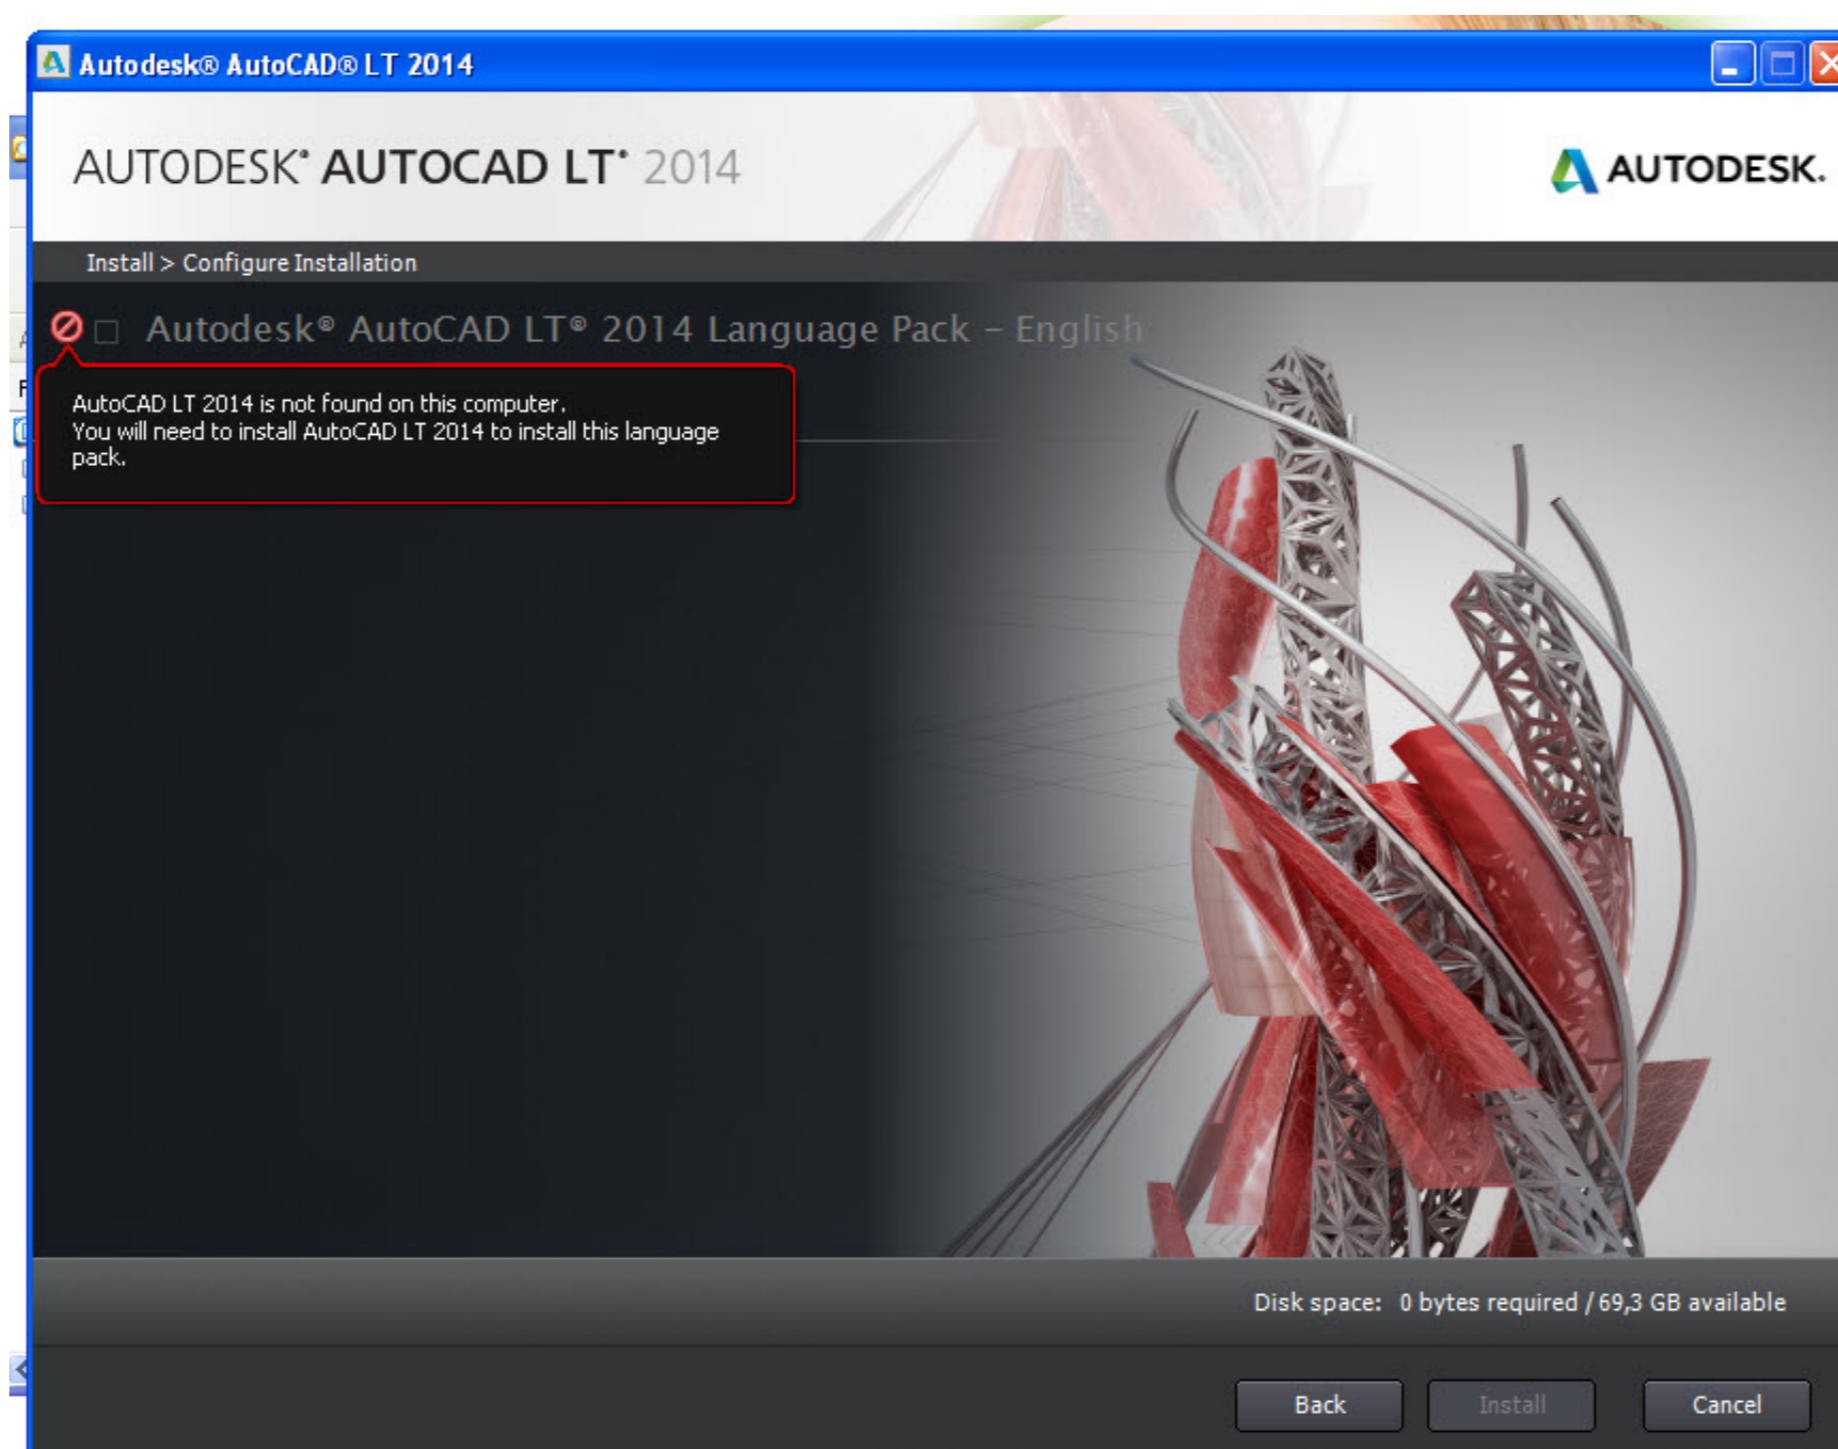 Autodesk® AutoCAD® LT 2014
AUTODESK® AUTOCAD LT® 2014
AUTODESK.
Install > Configure Installation
Autodesk® AutoCAD LT® 2014 Language Pack – English
AutoCAD LT 2014 is not found on this computer.
You will need to install AutoCAD LT 2014 to install this language
pack.
Disk space: 0 bytes required / 69,3 GB available
Back Install Cancel